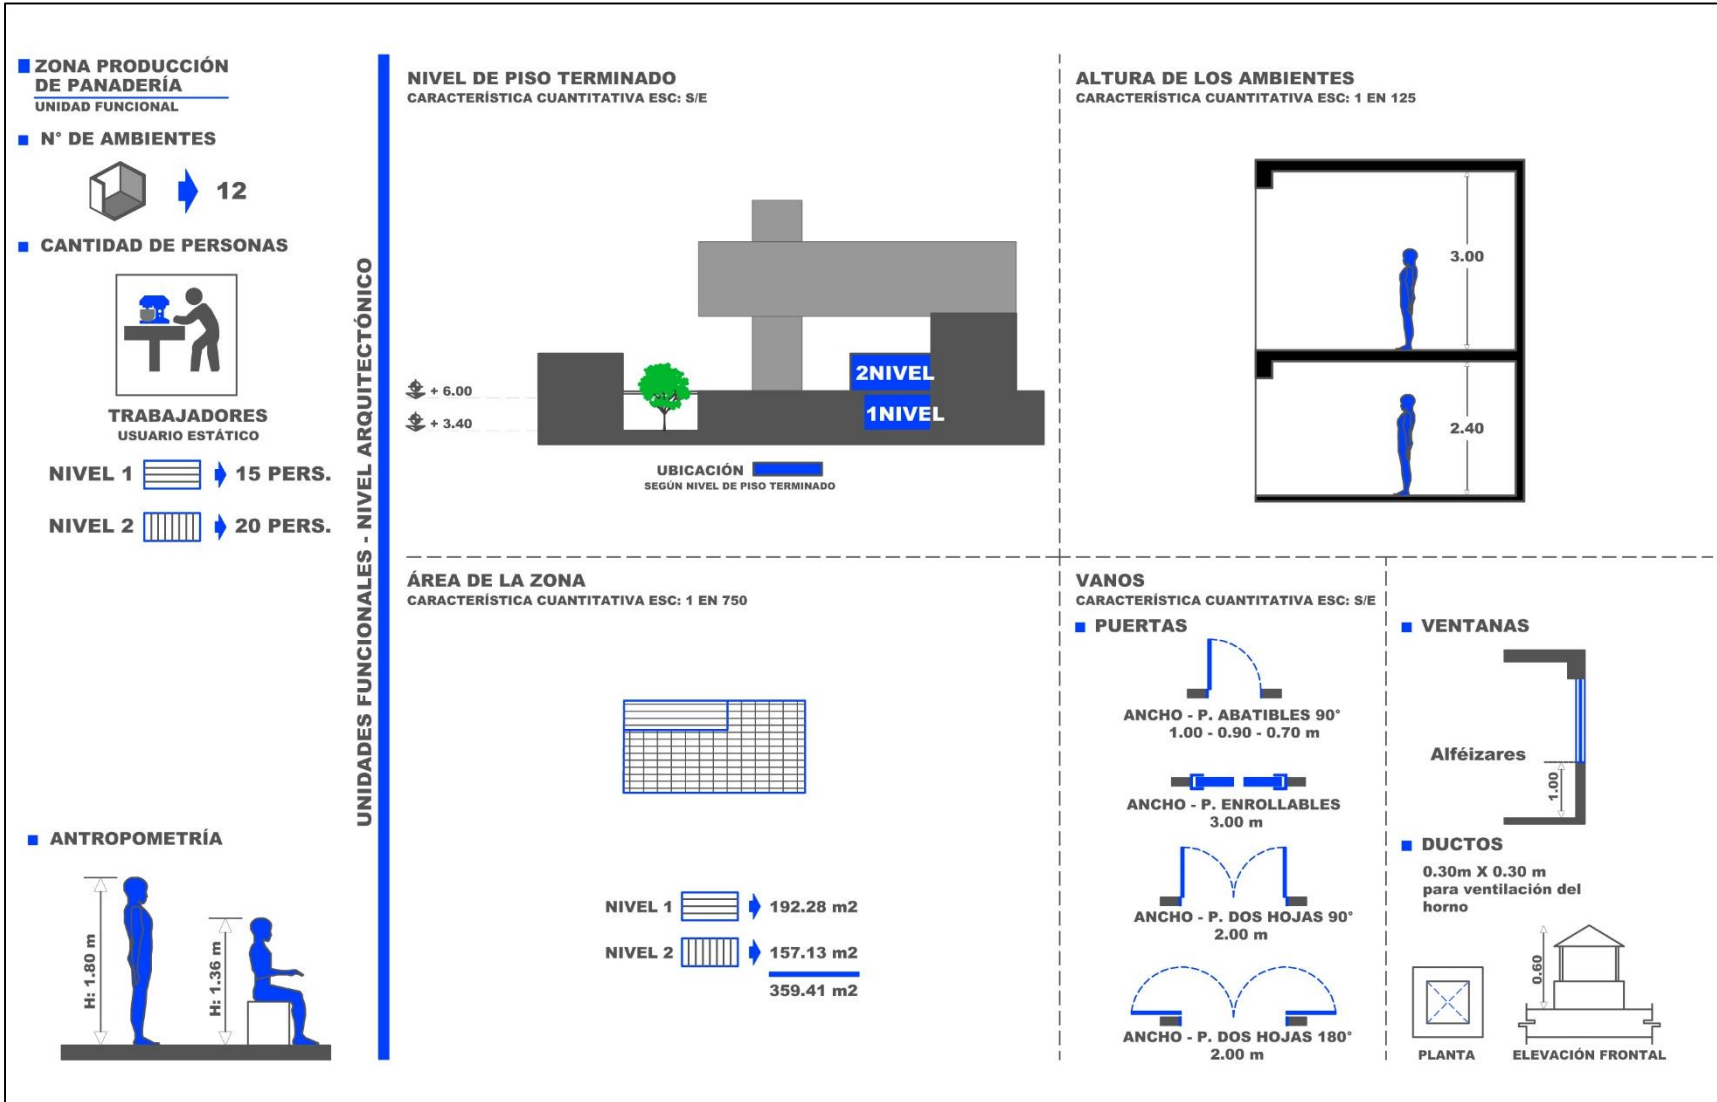 ZONA PRODUCCIÓN
DE PANADERÍA
UNIDAD FUNCIONAL
N° DE AMBIENTES
12
CANTIDAD DE PERSONAS
TRABAJADORES
USUARIO ESTÁTICO
NIVEL 1 15 PERS.
NIVEL 2 20 PERS.
ANTROPOMETRÍA
H: 1.80 m
H: 1.36 m
UNIDADES FUNCIONALES - NIVEL ARQUITECTÓNICO
NIVEL DE PISO TERMINADO
CARACTERÍSTICA CUANTITATIVA ESC: S/E
2NIVEL
+ 6.00
1NIVEL
+ 3.40
UBICACIÓN
SEGÚN NIVEL DE PISO TERMINADO
ALTURA DE LOS AMBIENTES
CARACTERÍSTICA CUANTITATIVA ESC: 1 EN 125
3.00
2.40
ÁREA DE LA ZONA
CARACTERÍSTICA CUANTITATIVA ESC: 1 EN 750
NIVEL 1 192.28 m2
NIVEL 2 157.13 m2
359.41 m2
VANOS
CARACTERÍSTICA CUANTITATIVA ESC: S/E
PUERTAS
ANCHO - P. ABATIBLES 90°
1.00 - 0.90 - 0.70 m
ANCHO - P. ENROLLABLES
3.00 m
ANCHO - P. DOS HOJAS 90°
2.00 m
ANCHO - P. DOS HOJAS 180°
2.00 m
VENTANAS
Alféizares
1.00
DUCTOS
0.30m X 0.30 m
para ventilación del
horno
0.60
PLANTA
ELEVACIÓN FRONTAL